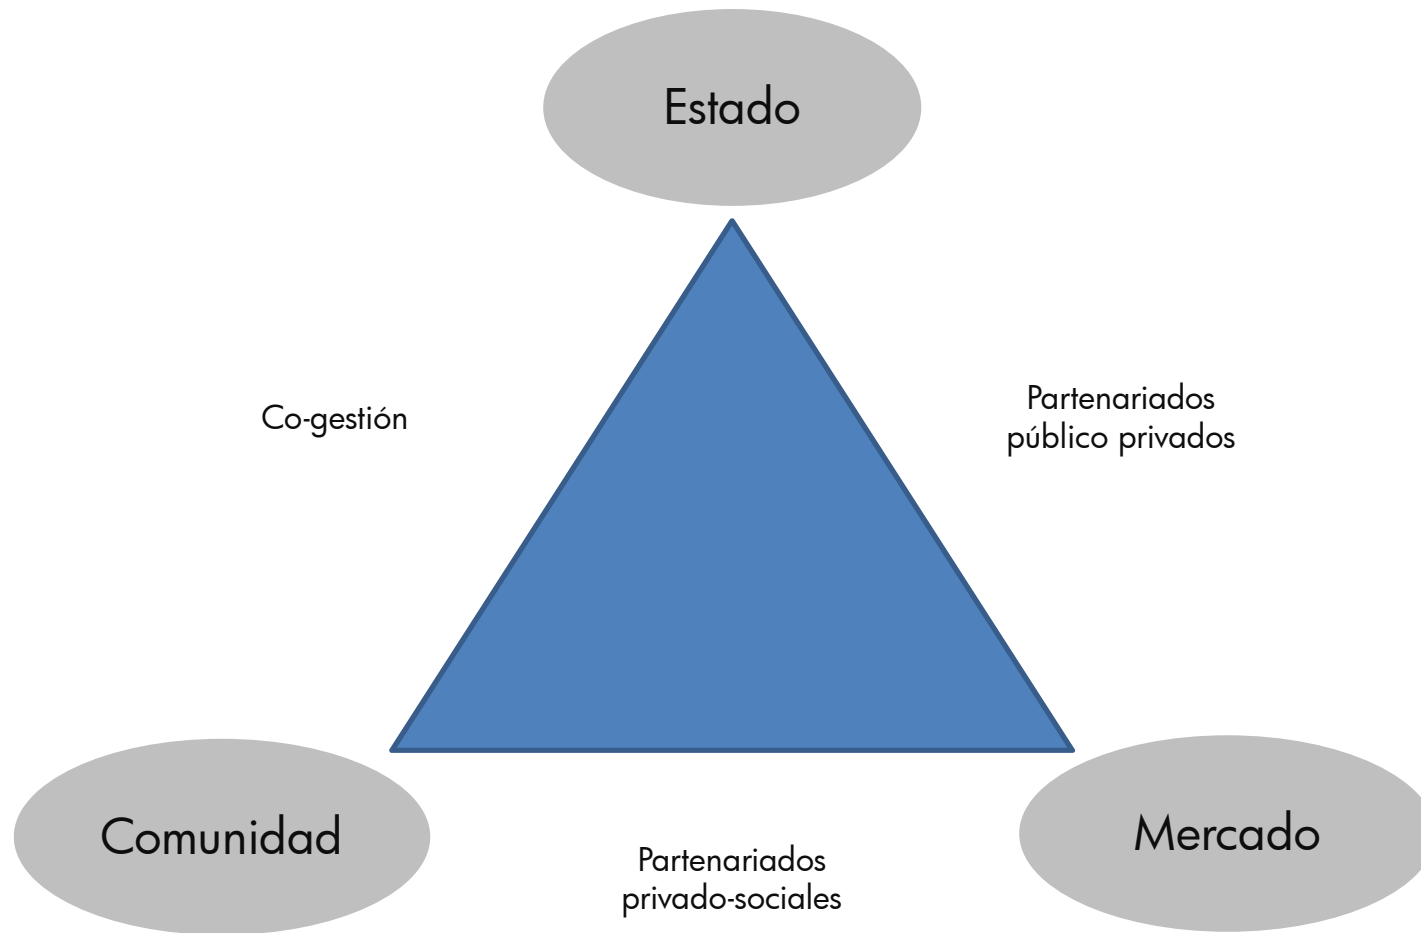 Estado
Co-gestión
Partenariados
público privados
Comunidad
Mercado
Partenariados
privado-sociales